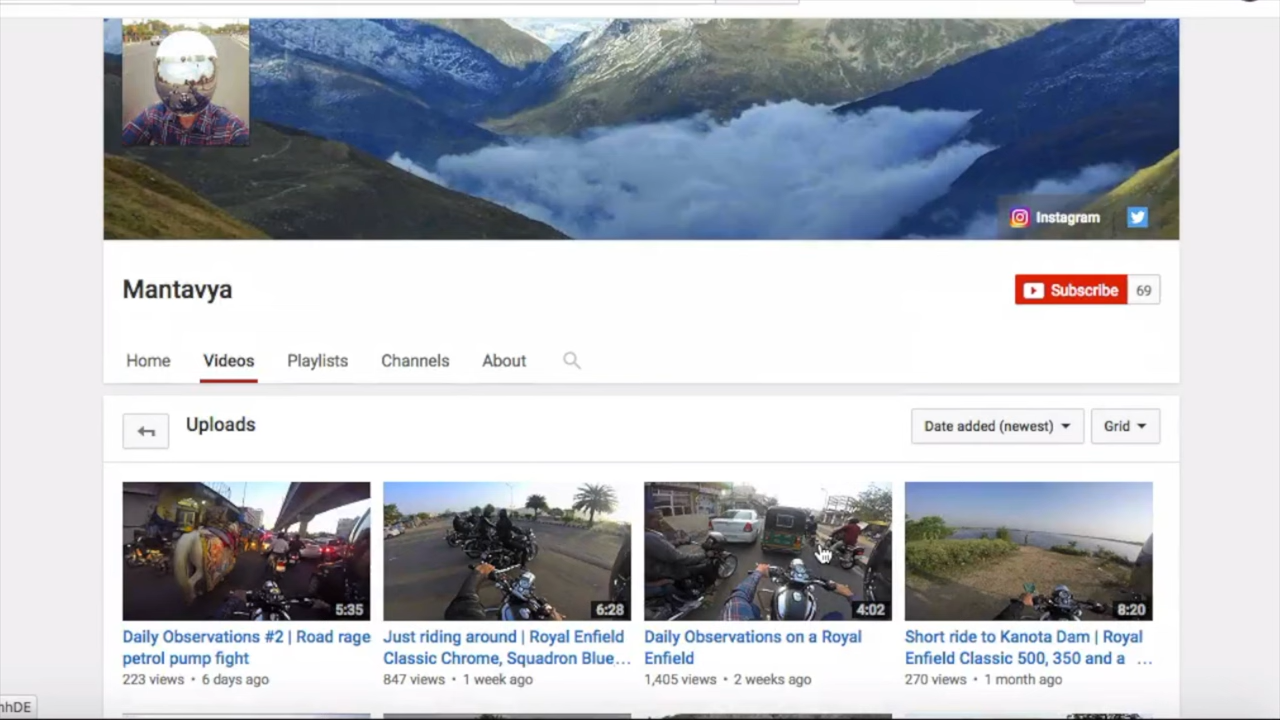 Instagram
Mantavya
Subscribe 69
Home Videos Playlists Channels About
Uploads
Date added (newest) Grid
5:35 6:28 4:02 8:20
Daily Observations #2 | Road rage
petrol pump fight
223 views • 6 days ago
Just riding around | Royal Enfield
Classic Chrome, Squadron Blue...
847 views • 1 week ago
Daily Observations on a Royal
Enfield
1,405 views • 2 weeks ago
Short ride to Kanota Dam | Royal
Enfield Classic 500, 350 and a ...
270 views • 1 month ago
nhDE